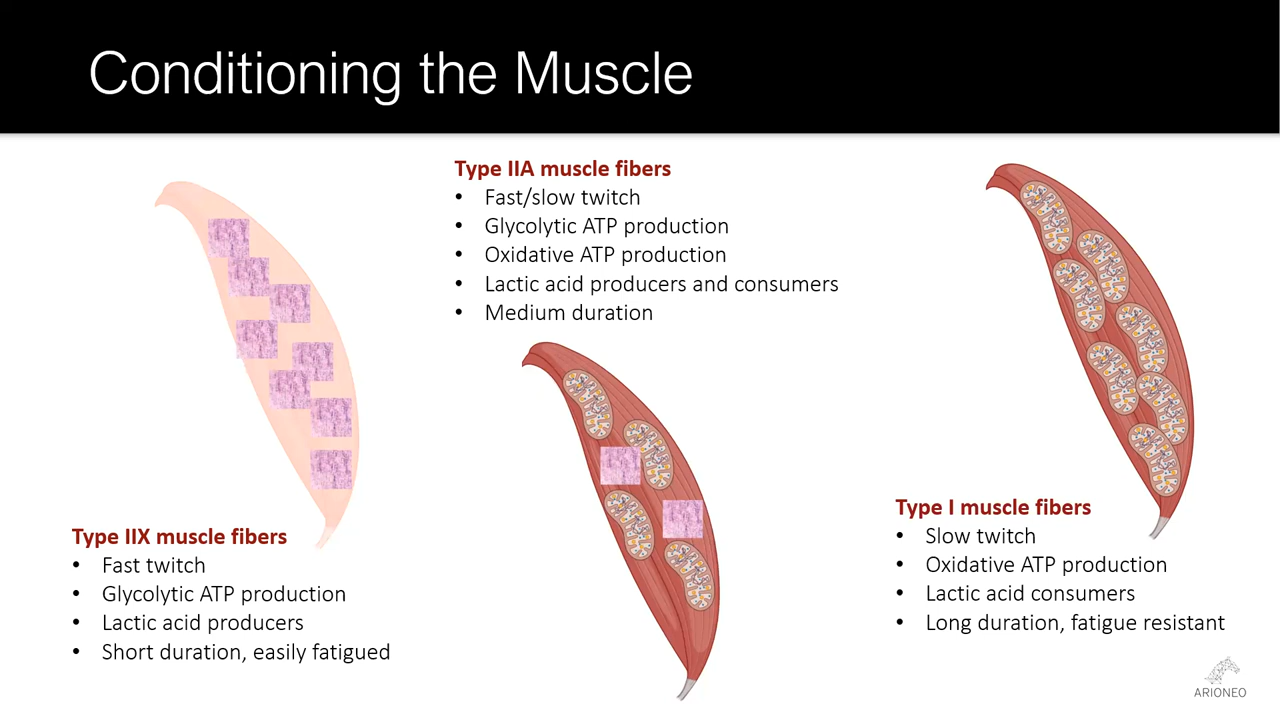 Conditioning the Muscle
Type IIA muscle fibers
• Fast/slow twitch
• Glycolytic ATP production
• Oxidative ATP production
• Lactic acid producers and consumers
• Medium duration
Type IIX muscle fibers
• Fast twitch
• Glycolytic ATP production
• Lactic acid producers
• Short duration, easily fatigued
Type I muscle fibers
• Slow twitch
• Oxidative ATP production
• Lactic acid consumers
• Long duration, fatigue resistant
ARIONEO